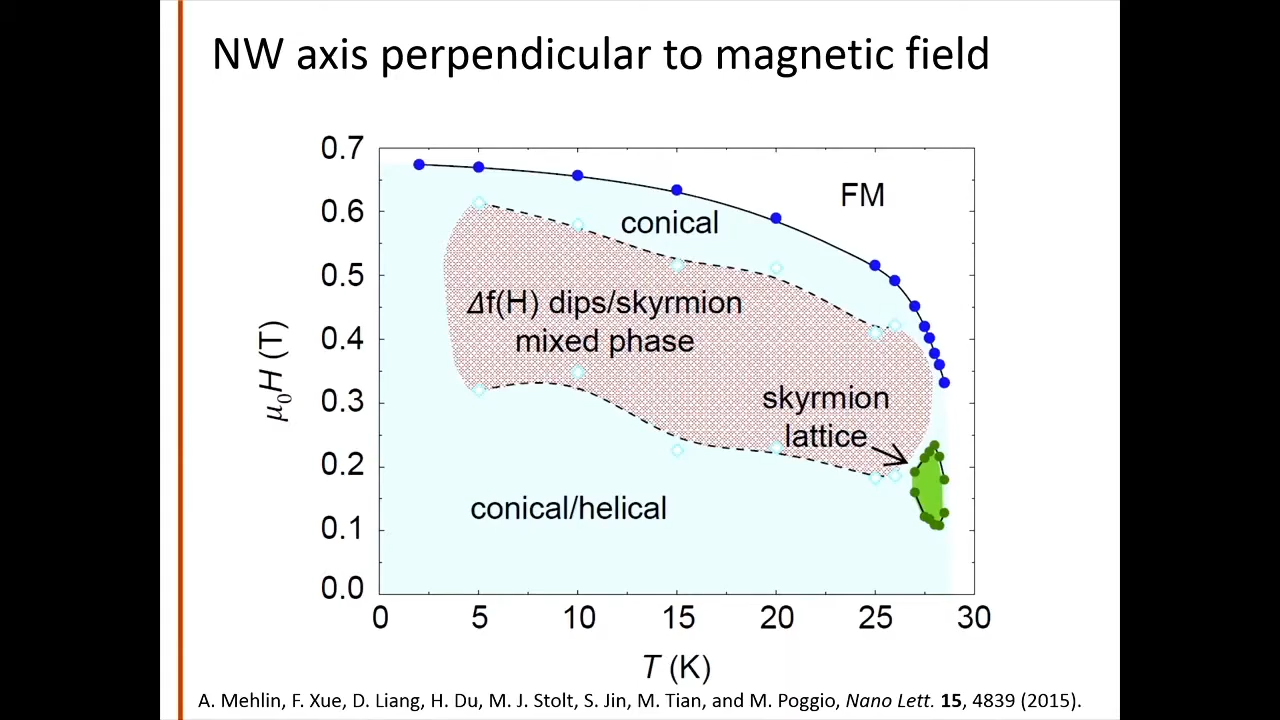 NW axis perpendicular to magnetic field
0.7
0.6
0.5
0.4
0.3
0.2
0.1
0.0
μ0H (T)
FM
conical
Δf(H) dips/skyrmion
mixed phase
skyrmion
lattice
conical/helical
0 5 10 15 20 25 30
T (K)
A. Mehlin, F. Xue, D. Liang, H. Du, M. J. Stolt, S. Jin, M. Tian, and M. Poggio, Nano Lett. 15, 4839 (2015).